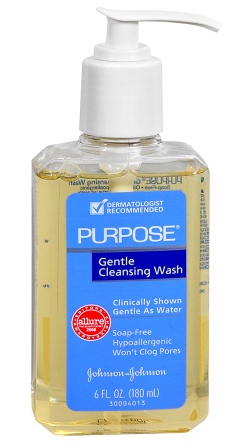 DERMATOLOGIST
RECOMMENDED
PURPOSE®
Gentle
Cleansing Wash
Clinically Shown
Gentle As Water
allure
Soap-Free
Hypoallergenic
Won't Clog Pores
Johnson & Johnson
6 FL. OZ. (180 mL)
30004013